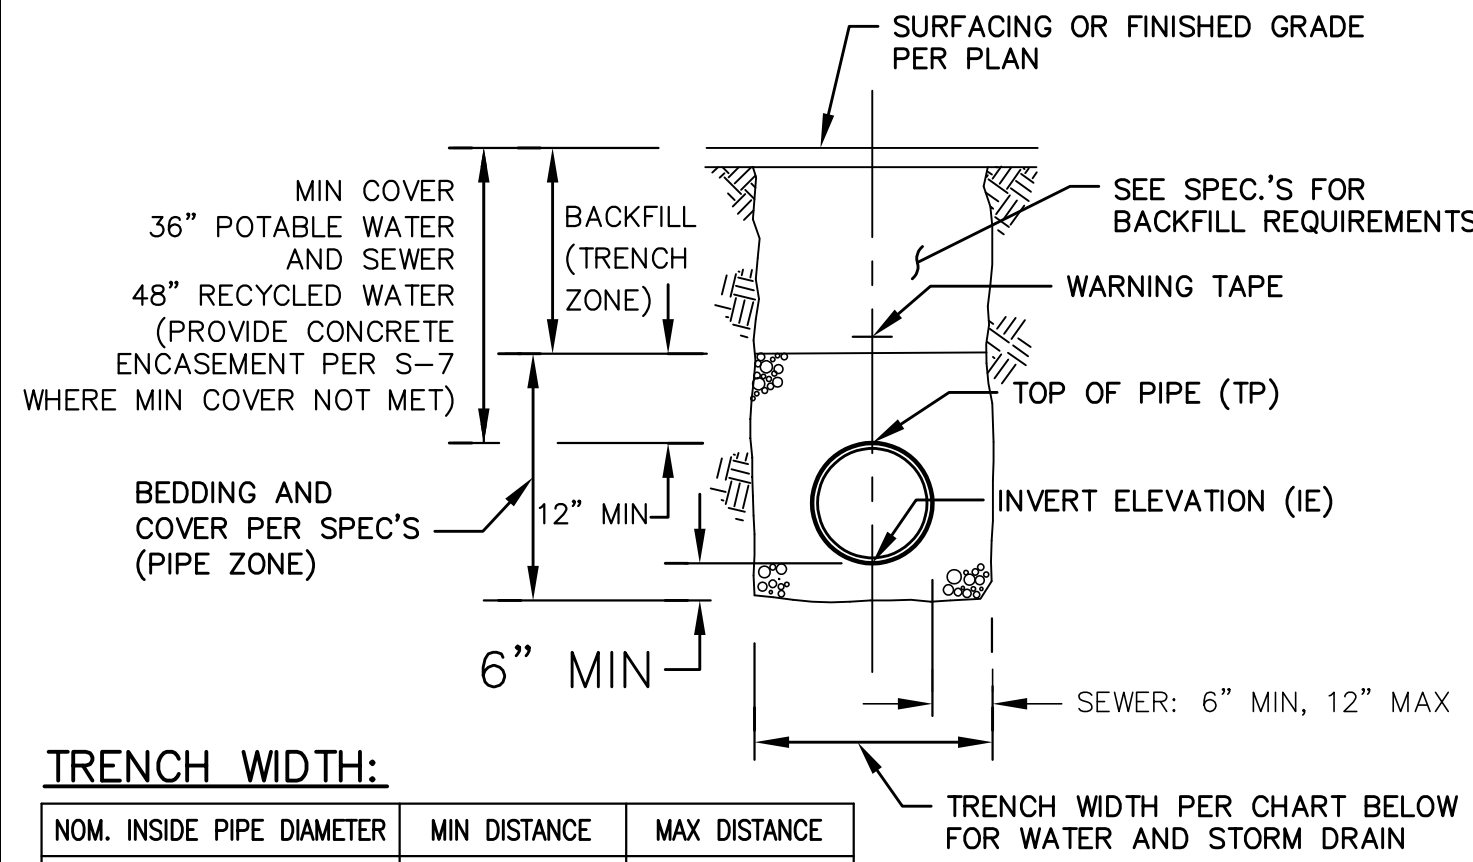 SURFACING OR FINISHED GRADE
PER PLAN
MIN COVER
36" POTABLE WATER
AND SEWER
48" RECYCLED WATER
(PROVIDE CONCRETE
ENCASEMENT PER S-7
WHERE MIN COVER NOT MET)
BACKFILL
(TRENCH
ZONE)
SEE SPEC.'S FOR
BACKFILL REQUIREMENTS
WARNING TAPE
TOP OF PIPE (TP)
BEDDING AND
COVER PER SPEC'S
(PIPE ZONE)
12" MIN
INVERT ELEVATION (IE)
6" MIN
SEWER: 6" MIN, 12" MAX
TRENCH WIDTH PER CHART BELOW
FOR WATER AND STORM DRAIN
TRENCH WIDTH:
NOM. INSIDE PIPE DIAMETER MIN DISTANCE MAX DISTANCE